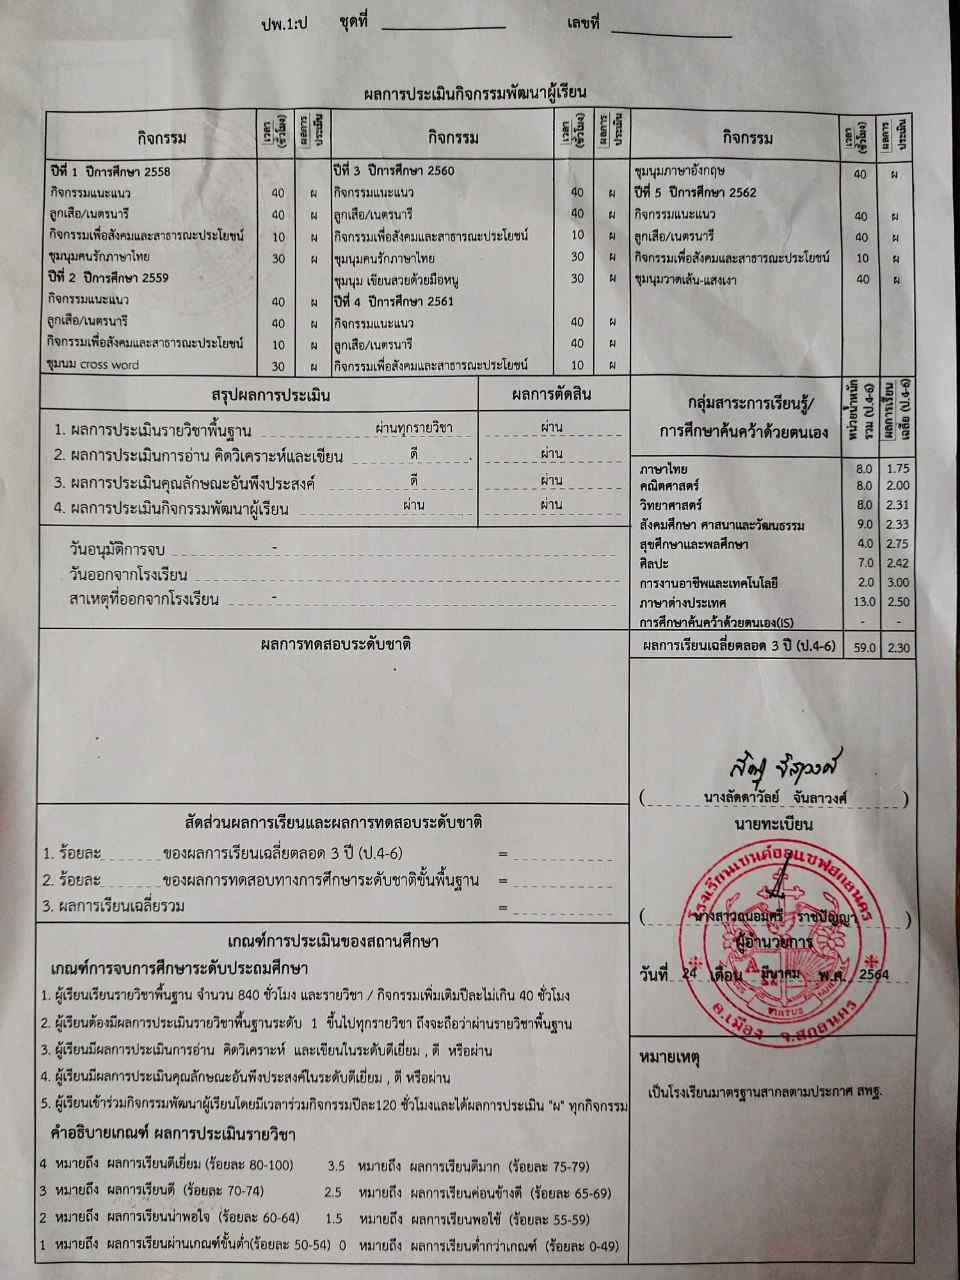 ปพ.1:ป ชุดที่ เลขที่
ผลการประเมินกิจกรรมพัฒนาผู้เรียน
กิจกรรม เวลา (ชั่วโมง) ผลการประเมิน กิจกรรม เวลา (ชั่วโมง) ผลการประเมิน กิจกรรม เวลา (ชั่วโมง) ผลการประเมิน
ปีที่ 1 ปีการศึกษา 2558
กิจกรรมแนะแนว 40 ผ
ลูกเสือ/เนตรนารี 40 ผ
กิจกรรมเพื่อสังคมและสาธารณะประโยชน์ 10 ผ
ชุมนุมคนรักภาษาไทย 30 ผ
ปีที่ 2 ปีการศึกษา 2559
กิจกรรมแนะแนว 40 ผ
ลูกเสือ/เนตรนารี 40 ผ
กิจกรรมเพื่อสังคมและสาธารณะประโยชน์ 10 ผ
ชุมนม cross word 30 ผ
ปีที่ 3 ปีการศึกษา 2560
กิจกรรมแนะแนว 40 ผ
ลูกเสือ/เนตรนารี 40 ผ
กิจกรรมเพื่อสังคมและสาธารณะประโยชน์ 10 ผ
ชุมนุมคนรักภาษาไทย 30 ผ
ชุมนุม เขียนสวยด้วยมือหนู 30 ผ
ปีที่ 4 ปีการศึกษา 2561
กิจกรรมแนะแนว 40 ผ
ลูกเสือ/เนตรนารี 40 ผ
กิจกรรมเพื่อสังคมและสาธารณะประโยชน์ 10 ผ
ชุมนุมภาษาอังกฤษ 40 ผ
ปีที่ 5 ปีการศึกษา 2562
กิจกรรมแนะแนว 40 ผ
ลูกเสือ/เนตรนารี 40 ผ
กิจกรรมเพื่อสังคมและสาธารณะประโยชน์ 10 ผ
ชุมนุมวาดเส้น-แสงเงา 40 ผ
สรุปผลการประเมิน ผลการตัดสิน
1. ผลการประเมินรายวิชาพื้นฐาน ผ่านทุกรายวิชา ผ่าน
2. ผลการประเมินการอ่าน คิดวิเคราะห์และเขียน ดี ผ่าน
3. ผลการประเมินคุณลักษณะอันพึงประสงค์ ดี ผ่าน
4. ผลการประเมินกิจกรรมพัฒนาผู้เรียน ผ่าน ผ่าน
วันอนุมัติการจบ -
วันออกจากโรงเรียน
สาเหตุที่ออกจากโรงเรียน -
กลุ่มสาระการเรียนรู้/ การศึกษาค้นคว้าด้วยตนเอง หน่วยน้ำหนัก รวม (ป.4-6) ผลการเรียน เฉลี่ย (ป.4-6)
ภาษาไทย 8.0 1.75
คณิตศาสตร์ 8.0 2.00
วิทยาศาสตร์ 8.0 2.31
สังคมศึกษา ศาสนาและวัฒนธรรม 9.0 2.33
สุขศึกษาและพลศึกษา 4.0 2.75
ศิลปะ 7.0 2.42
การงานอาชีพและเทคโนโลยี 2.0 3.00
ภาษาต่างประเทศ 13.0 2.50
การศึกษาค้นคว้าด้วยตนเอง(IS) - -
ผลการเรียนเฉลี่ยตลอด 3 ปี (ป.4-6) 59.0 2.30
ผลการทดสอบระดับชาติ
สัดส่วนผลการเรียนและผลการทดสอบระดับชาติ
1. ร้อยละ ของผลการเรียนเฉลี่ยตลอด 3 ปี (ป.4-6) =
2. ร้อยละ ของผลการทดสอบทางการศึกษาระดับชาติขั้นพื้นฐาน =
3. ผลการเรียนเฉลี่ยรวม =
(นางลัดดาวัลย์ จันลาวงศ์)
นายทะเบียน
โรงเรียนเซนต์ยอแซฟสกลนคร
(นางสาวถนอมศรี ราชปัญญา)
ผู้อำนวยการ
วันที่ 24 เดือน มีนาคม พ.ศ. 2564
VIRTUS
อ.เมือง จ.สกลนคร
เกณฑ์การประเมินของสถานศึกษา
เกณฑ์การจบการศึกษาระดับประถมศึกษา
1. ผู้เรียนเรียนรายวิชาพื้นฐาน จำนวน 840 ชั่วโมง และรายวิชา / กิจกรรมเพิ่มเติมปีละไม่เกิน 40 ชั่วโมง
2. ผู้เรียนต้องมีผลการประเมินรายวิชาพื้นฐานระดับ 1 ขึ้นไปทุกรายวิชา ถึงจะถือว่าผ่านรายวิชาพื้นฐาน
3. ผู้เรียนมีผลการประเมินการอ่าน คิดวิเคราะห์ และเขียนในระดับดีเยี่ยม , ดี หรือผ่าน
4. ผู้เรียนมีผลการประเมินคุณลักษณะอันพึงประสงค์ในระดับดีเยี่ยม , ดี หรือผ่าน
5. ผู้เรียนเข้าร่วมกิจกรรมพัฒนาผู้เรียนโดยมีเวลาร่วมกิจกรรมปีละ120 ชั่วโมงและได้ผลการประเมิน "ผ" ทุกกิจกรรม
คำอธิบายเกณฑ์ ผลการประเมินรายวิชา
4 หมายถึง ผลการเรียนดีเยี่ยม (ร้อยละ 80-100) 3.5 หมายถึง ผลการเรียนดีมาก (ร้อยละ 75-79)
3 หมายถึง ผลการเรียนดี (ร้อยละ 70-74) 2.5 หมายถึง ผลการเรียนค่อนข้างดี (ร้อยละ 65-69)
2 หมายถึง ผลการเรียนน่าพอใจ (ร้อยละ 60-64) 1.5 หมายถึง ผลการเรียนพอใช้ (ร้อยละ 55-59)
1 หมายถึง ผลการเรียนผ่านเกณฑ์ขั้นต่ำ(ร้อยละ 50-54) 0 หมายถึง ผลการเรียนต่ำกว่าเกณฑ์ (ร้อยละ 0-49)
หมายเหตุ
เป็นโรงเรียนมาตรฐานสากลตามประกาศ สพฐ.